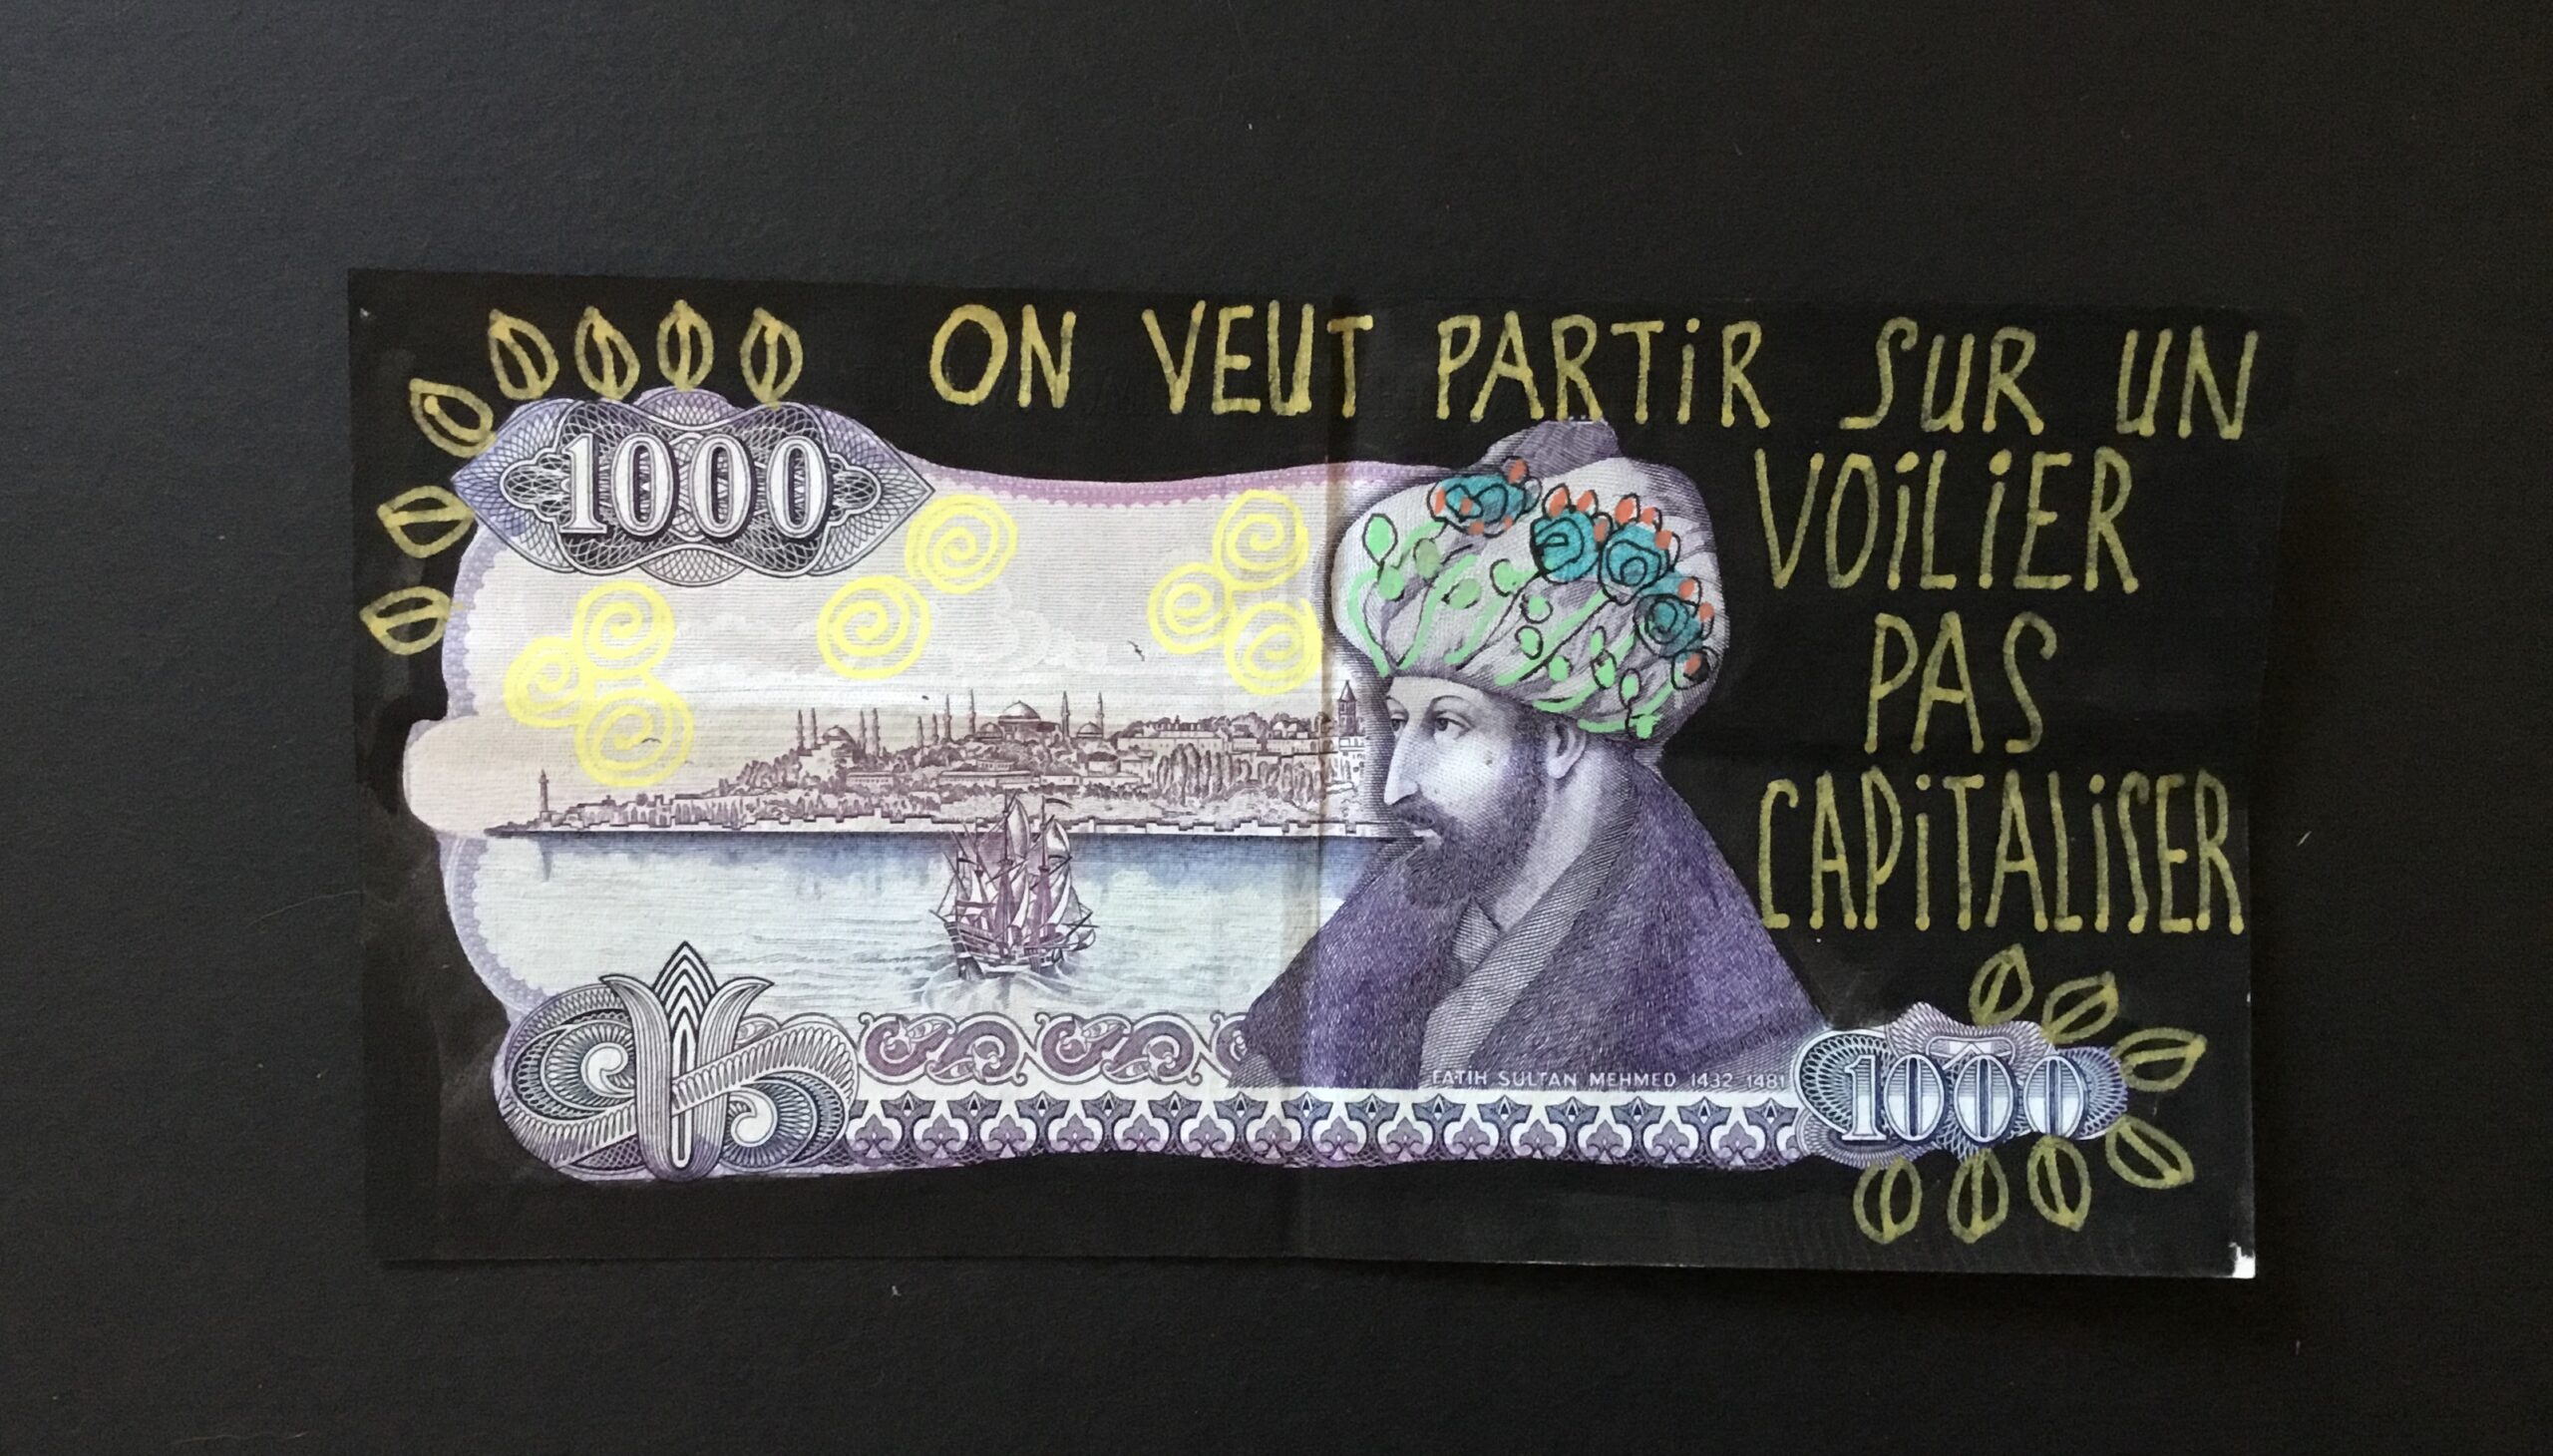 ON VEUT PARTiR SUR UN
VOiLiER
PAS
CAPiTALiSER
1000
FATIH SULTAN MEHMED 1432 1481
1000